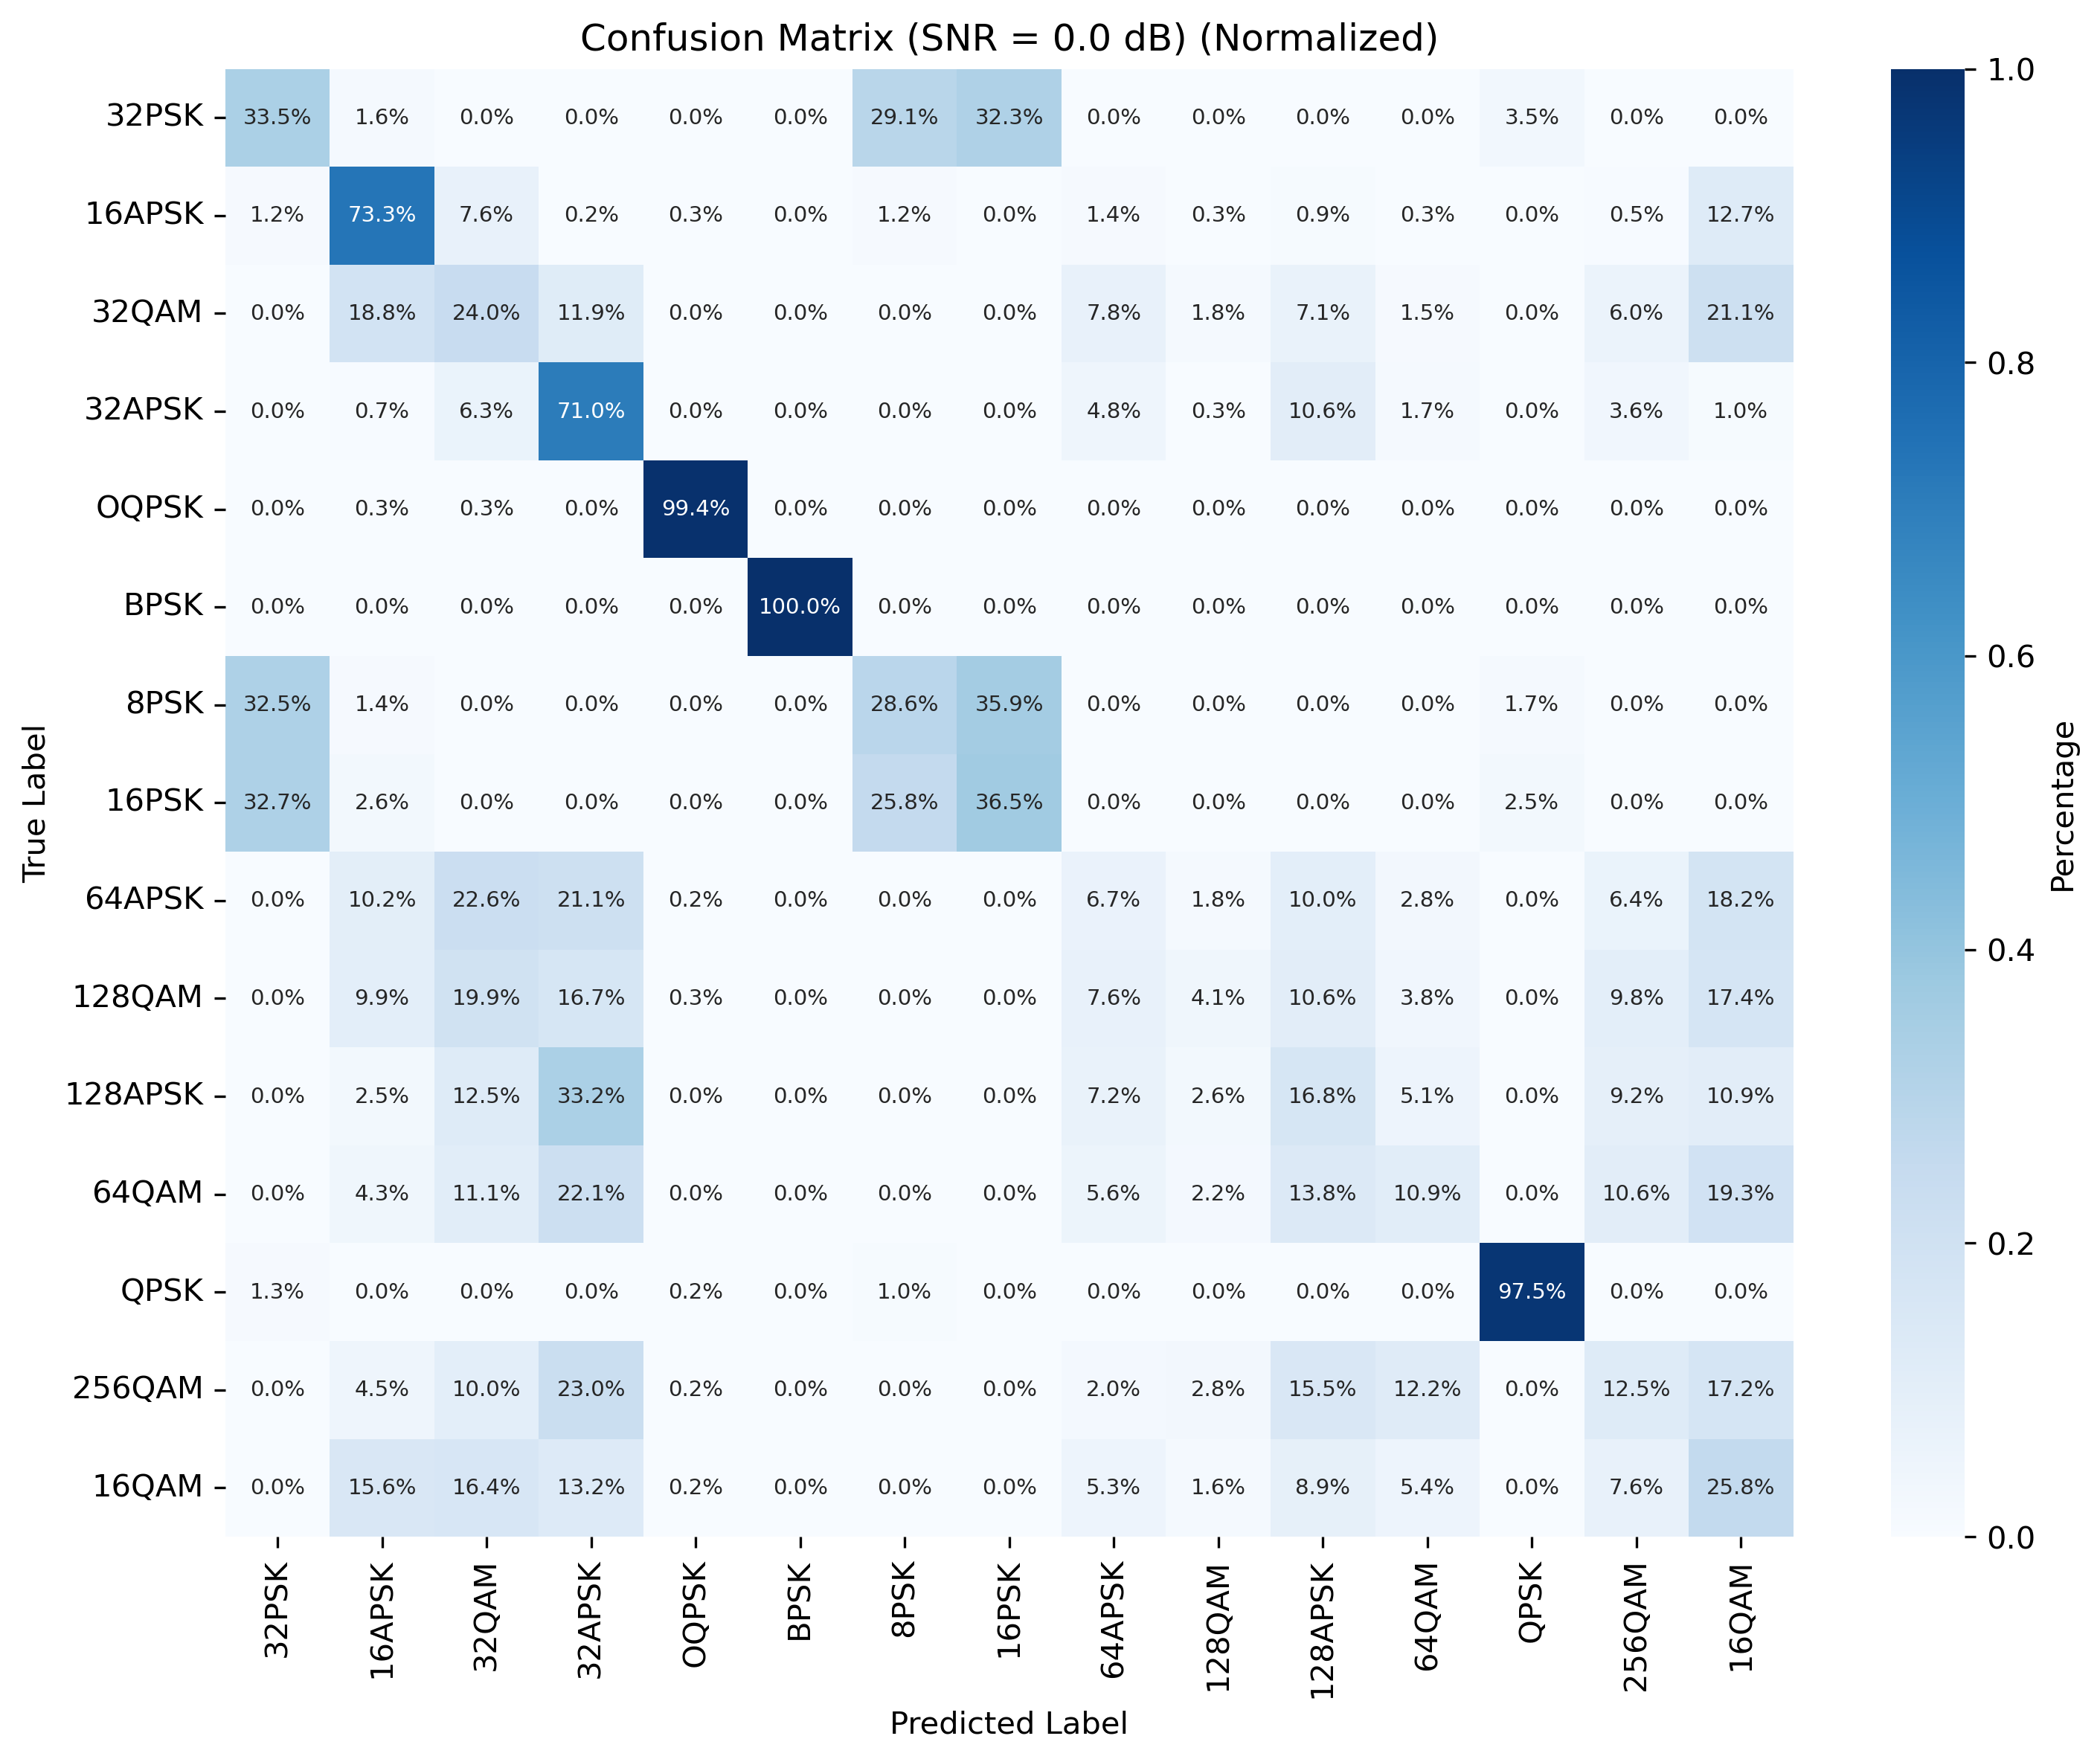 Confusion Matrix (SNR = 0.0 dB) (Normalized)
32PSK 33.5% 1.6% 0.0% 0.0% 0.0% 0.0% 29.1% 32.3% 0.0% 0.0% 0.0% 0.0% 3.5% 0.0% 0.0%
16APSK 1.2% 73.3% 7.6% 0.2% 0.3% 0.0% 1.2% 0.0% 1.4% 0.3% 0.9% 0.3% 0.0% 0.5% 12.7%
32QAM 0.0% 18.8% 24.0% 11.9% 0.0% 0.0% 0.0% 0.0% 7.8% 1.8% 7.1% 1.5% 0.0% 6.0% 21.1%
32APSK 0.0% 0.7% 6.3% 71.0% 0.0% 0.0% 0.0% 0.0% 4.8% 0.3% 10.6% 1.7% 0.0% 3.6% 1.0%
OQPSK 0.0% 0.3% 0.3% 0.0% 99.4% 0.0% 0.0% 0.0% 0.0% 0.0% 0.0% 0.0% 0.0% 0.0% 0.0%
BPSK 0.0% 0.0% 0.0% 0.0% 0.0% 100.0% 0.0% 0.0% 0.0% 0.0% 0.0% 0.0% 0.0% 0.0% 0.0%
8PSK 32.5% 1.4% 0.0% 0.0% 0.0% 0.0% 28.6% 35.9% 0.0% 0.0% 0.0% 0.0% 1.7% 0.0% 0.0%
16PSK 32.7% 2.6% 0.0% 0.0% 0.0% 0.0% 25.8% 36.5% 0.0% 0.0% 0.0% 0.0% 2.5% 0.0% 0.0%
64APSK 0.0% 10.2% 22.6% 21.1% 0.2% 0.0% 0.0% 0.0% 6.7% 1.8% 10.0% 2.8% 0.0% 6.4% 18.2%
128QAM 0.0% 9.9% 19.9% 16.7% 0.3% 0.0% 0.0% 0.0% 7.6% 4.1% 10.6% 3.8% 0.0% 9.8% 17.4%
128APSK 0.0% 2.5% 12.5% 33.2% 0.0% 0.0% 0.0% 0.0% 7.2% 2.6% 16.8% 5.1% 0.0% 9.2% 10.9%
64QAM 0.0% 4.3% 11.1% 22.1% 0.0% 0.0% 0.0% 0.0% 5.6% 2.2% 13.8% 10.9% 0.0% 10.6% 19.3%
QPSK 1.3% 0.0% 0.0% 0.0% 0.2% 0.0% 1.0% 0.0% 0.0% 0.0% 0.0% 0.0% 97.5% 0.0% 0.0%
256QAM 0.0% 4.5% 10.0% 23.0% 0.2% 0.0% 0.0% 0.0% 2.0% 2.8% 15.5% 12.2% 0.0% 12.5% 17.2%
16QAM 0.0% 15.6% 16.4% 13.2% 0.2% 0.0% 0.0% 0.0% 5.3% 1.6% 8.9% 5.4% 0.0% 7.6% 25.8%
32PSK 16APSK 32QAM 32APSK OQPSK BPSK 8PSK 16PSK 64APSK 128QAM 128APSK 64QAM QPSK 256QAM 16QAM
Predicted Label
True Label
1.0
0.8
0.6
0.4
0.2
0.0
Percentage